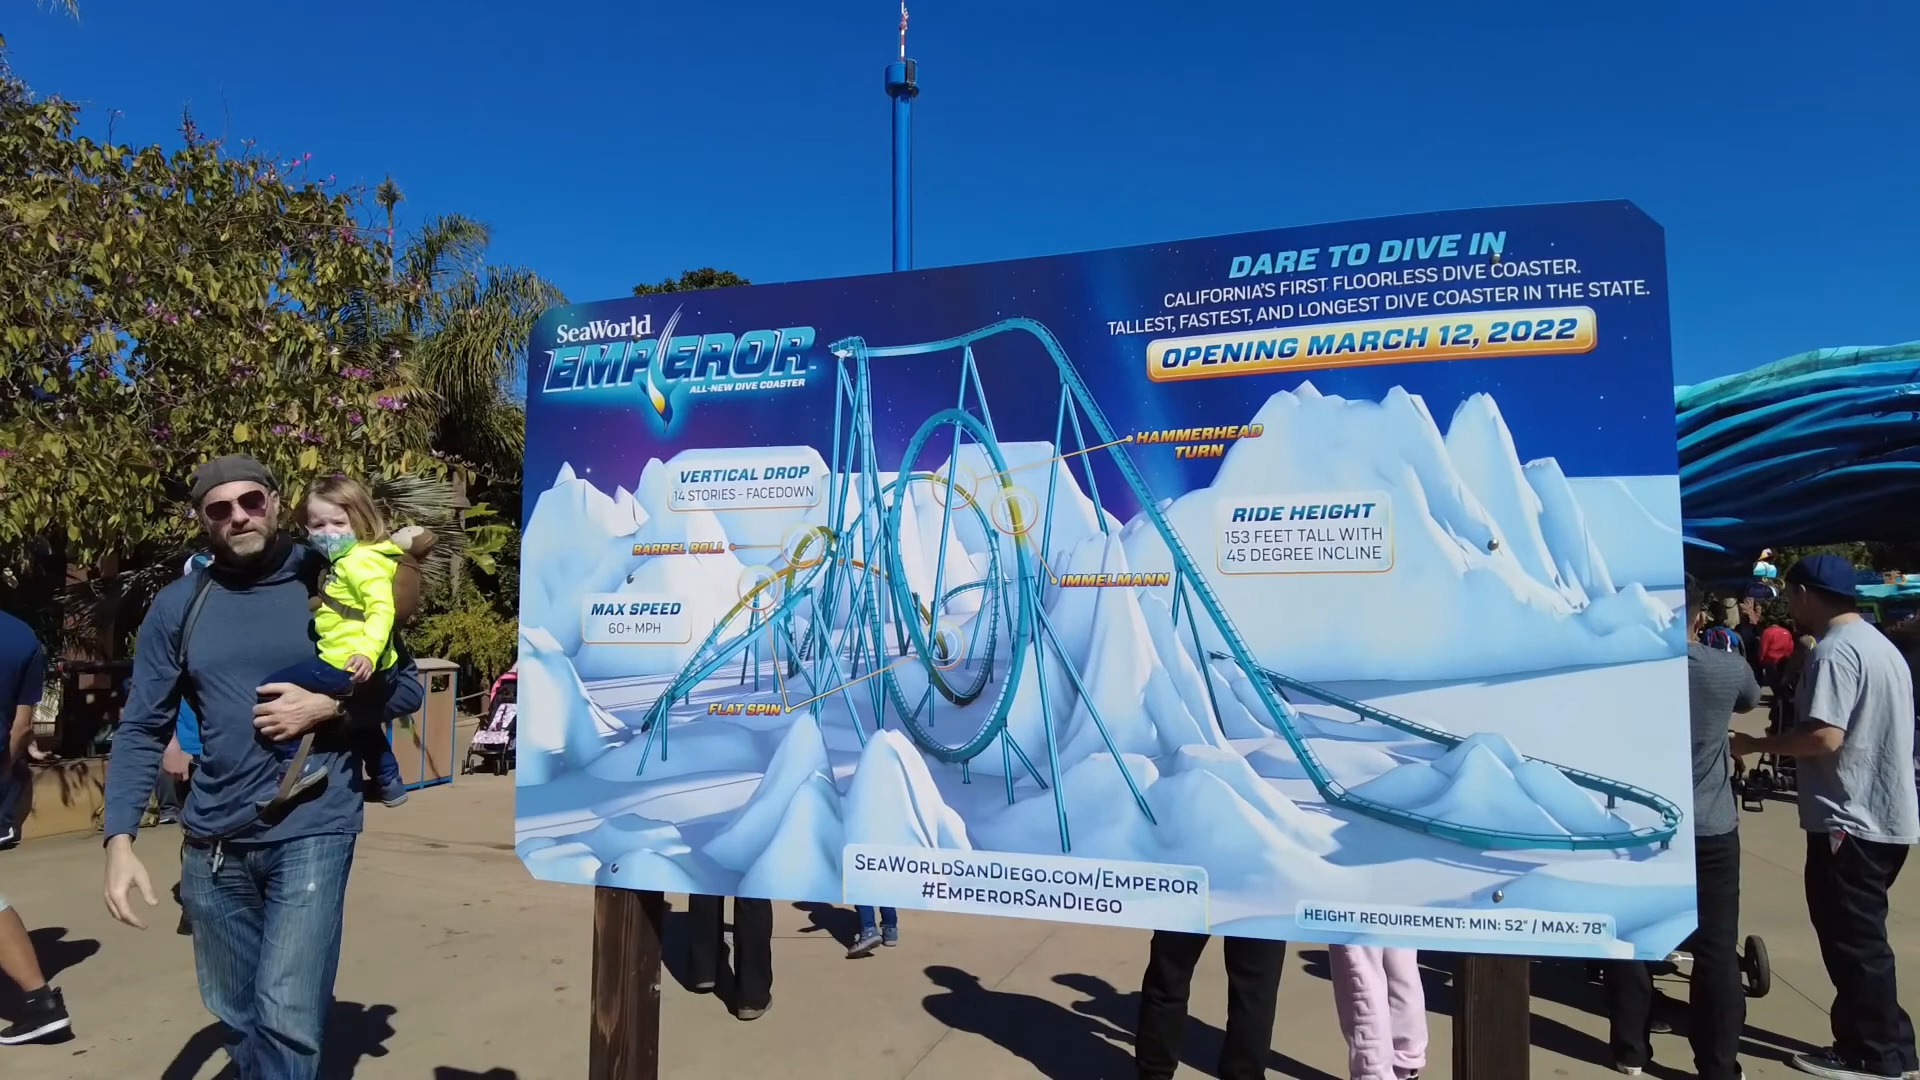 SeaWorld
EMPEROR™
ALL-NEW DIVE COASTER
DARE TO DIVE IN
CALIFORNIA'S FIRST FLOORLESS DIVE COASTER.
TALLEST, FASTEST, AND LONGEST DIVE COASTER IN THE STATE.
OPENING MARCH 12, 2022
HAMMERHEAD
TURN
VERTICAL DROP
14 STORIES - FACEDOWN
RIDE HEIGHT
153 FEET TALL WITH
45 DEGREE INCLINE
BARREL ROLL
IMMELMANN
MAX SPEED
60+ MPH
FLAT SPIN
SEAWORLDSANDIEGO.COM/EMPEROR
#EMPERORSANDIEGO
HEIGHT REQUIREMENT: MIN: 52" / MAX: 78"